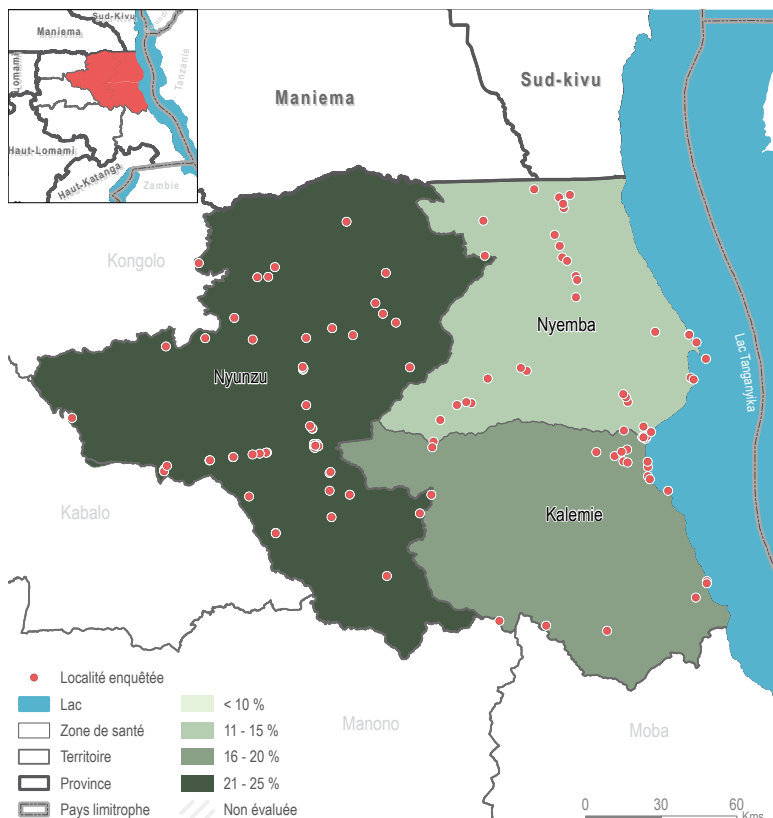 Sud-Kivu
Maniema
Lomami
Tanzanie
Haut-Lomami
Haut-Katanga
Zambie
Maniema
Sud-kivu
Kongolo
Nyemba
Lac Tanganyika
Nyunzu
Kabalo
Kalemie
Manono
Moba
Localité enquêtée
Lac
Zone de santé
Territoire
Province
Pays limitrophe
< 10 %
11 - 15 %
16 - 20 %
21 - 25 %
Non évaluée
0 30 60
Kms